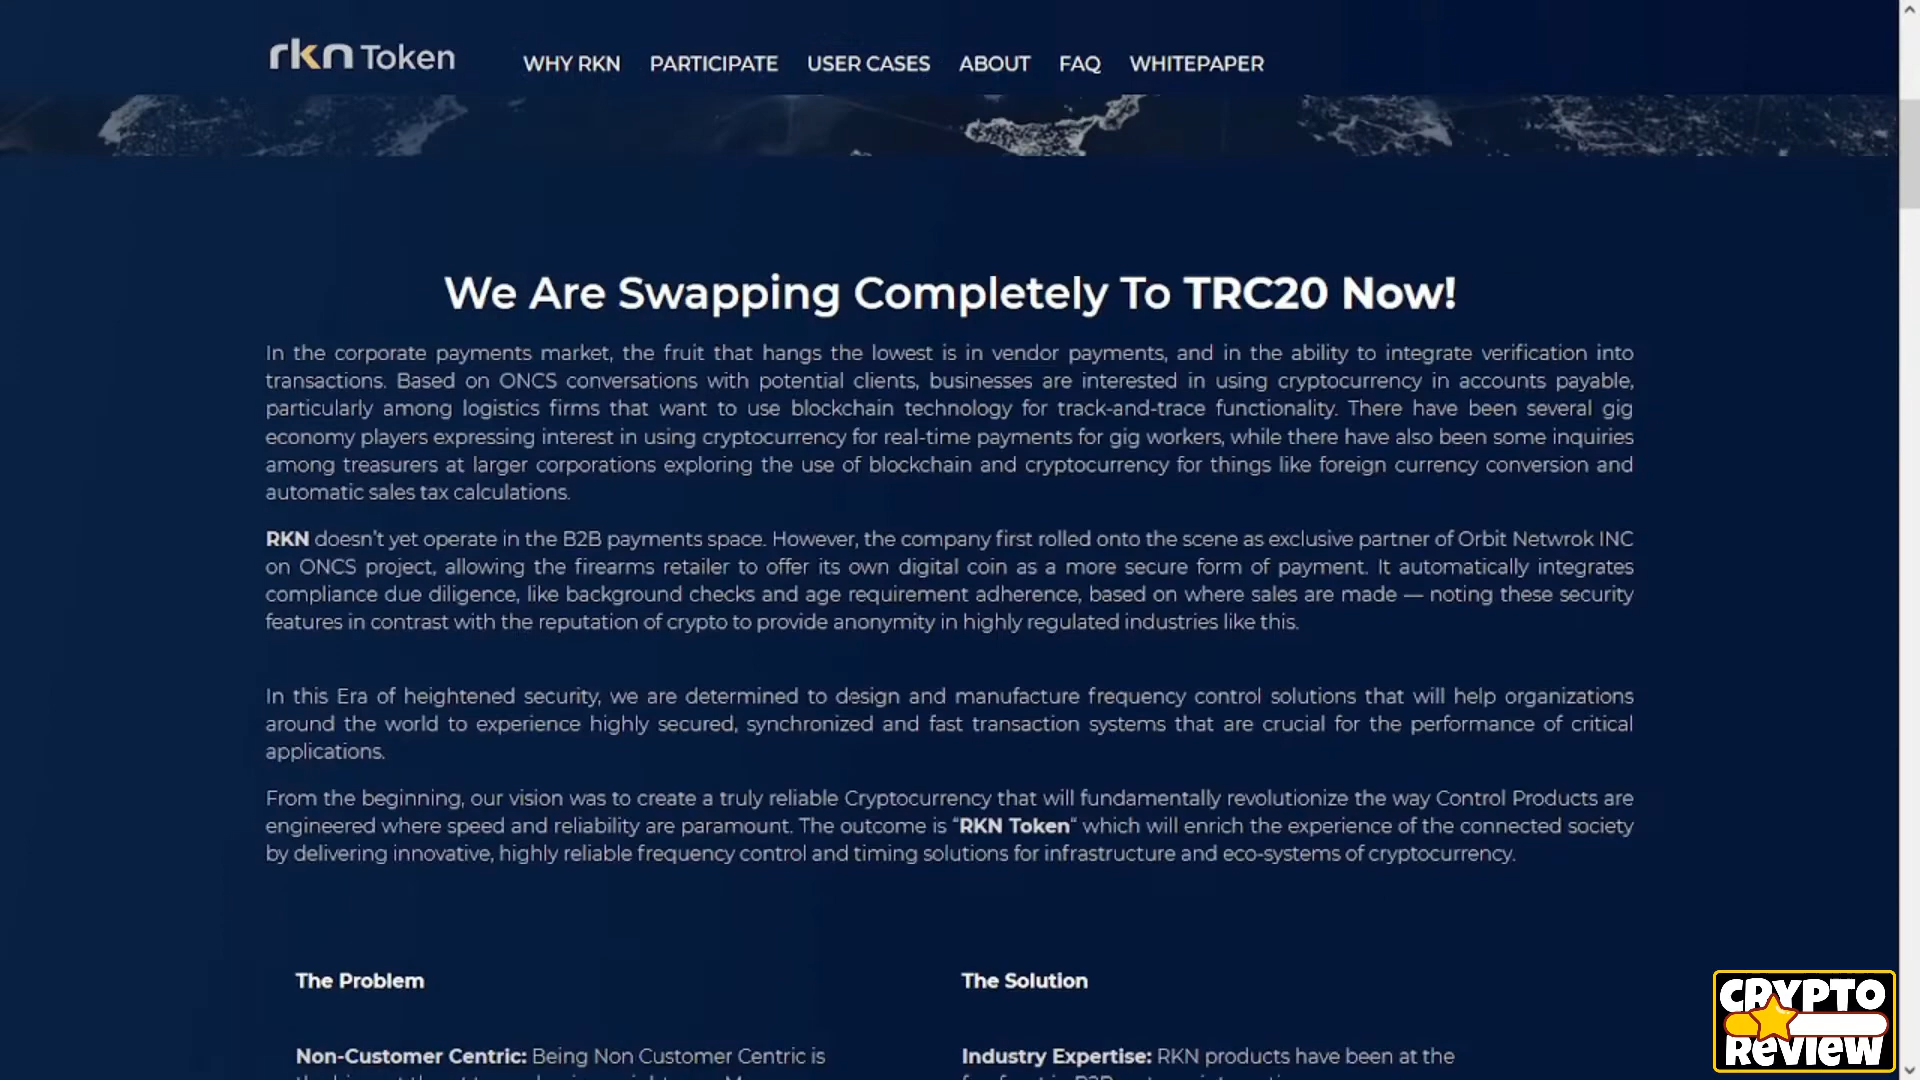 rkn Token
WHY RKN PARTICIPATE USER CASES ABOUT FAQ WHITEPAPER
We Are Swapping Completely To TRC20 Now!
In the corporate payments market, the fruit that hangs the lowest is in vendor payments, and in the ability to integrate verification into
transactions. Based on ONCS conversations with potential clients, businesses are interested in using cryptocurrency in accounts payable,
particularly among logistics firms that want to use blockchain technology for track-and-trace functionality. There have been several gig
economy players expressing interest in using cryptocurrency for real-time payments for gig workers, while there have also been some inquiries
among treasurers at larger corporations exploring the use of blockchain and cryptocurrency for things like foreign currency conversion and
automatic sales tax calculations.
RKN doesn't yet operate in the B2B payments space. However, the company first rolled onto the scene as exclusive partner of Orbit Netwrok INC
on ONCS project, allowing the firearms retailer to offer its own digital coin as a more secure form of payment. It automatically integrates
compliance due diligence, like background checks and age requirement adherence, based on where sales are made — noting these security
features in contrast with the reputation of crypto to provide anonymity in highly regulated industries like this.
In this Era of heightened security, we are determined to design and manufacture frequency control solutions that will help organizations
around the world to experience highly secured, synchronized and fast transaction systems that are crucial for the performance of critical
applications.
From the beginning, our vision was to create a truly reliable Cryptocurrency that will fundamentally revolutionize the way Control Products are
engineered where speed and reliability are paramount. The outcome is “RKN Token“ which will enrich the experience of the connected society
by delivering innovative, highly reliable frequency control and timing solutions for infrastructure and eco-systems of cryptocurrency.
The Problem
The Solution
Non-Customer Centric: Being Non Customer Centric is
Industry Expertise: RKN products have been at the
CRYPTO
REVIEW